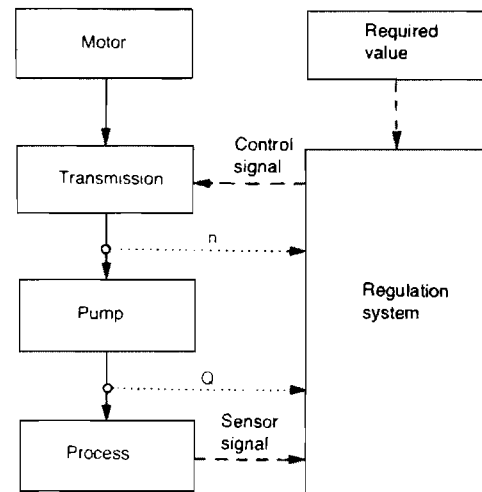 Motor
Required
value
Control
signal
Transmission
n
Regulation
system
Pump
Q
Sensor
signal
Process